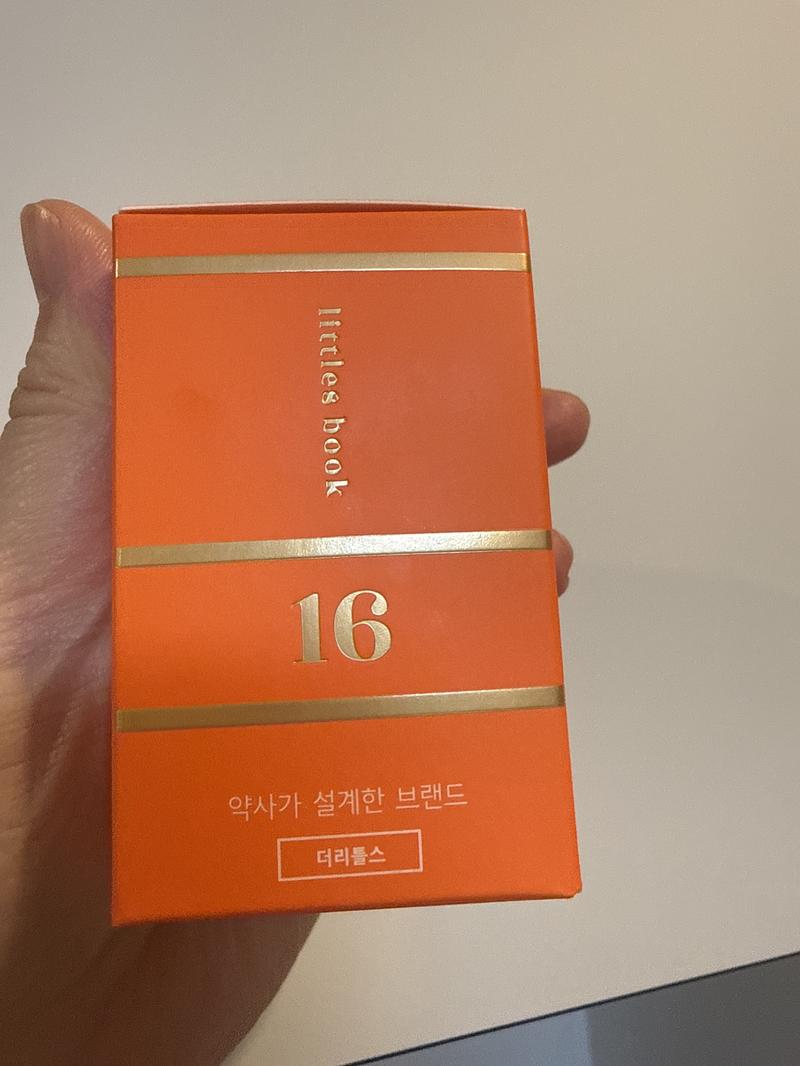 littles book
16
약사가 설계한 브랜드
더리틀스